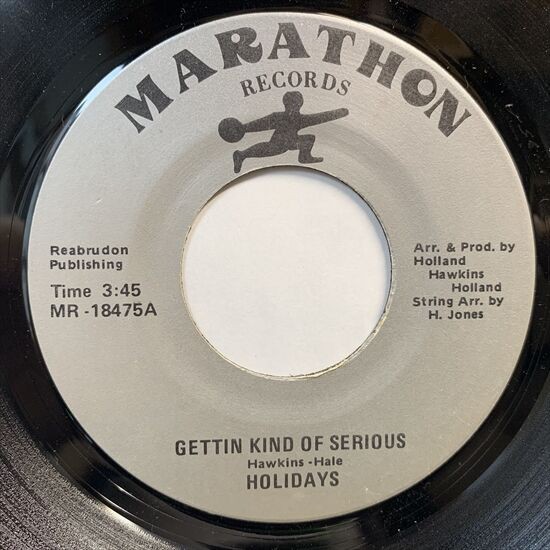 MARATHON
RECORDS
Reabrudon
Publishing
Time 3:45
MR-18475A
Arr. & Prod. by
Holland
Hawkins
Holland
String Arr. by
H. Jones
GETTIN KIND OF SERIOUS
Hawkins-Hale
HOLIDAYS